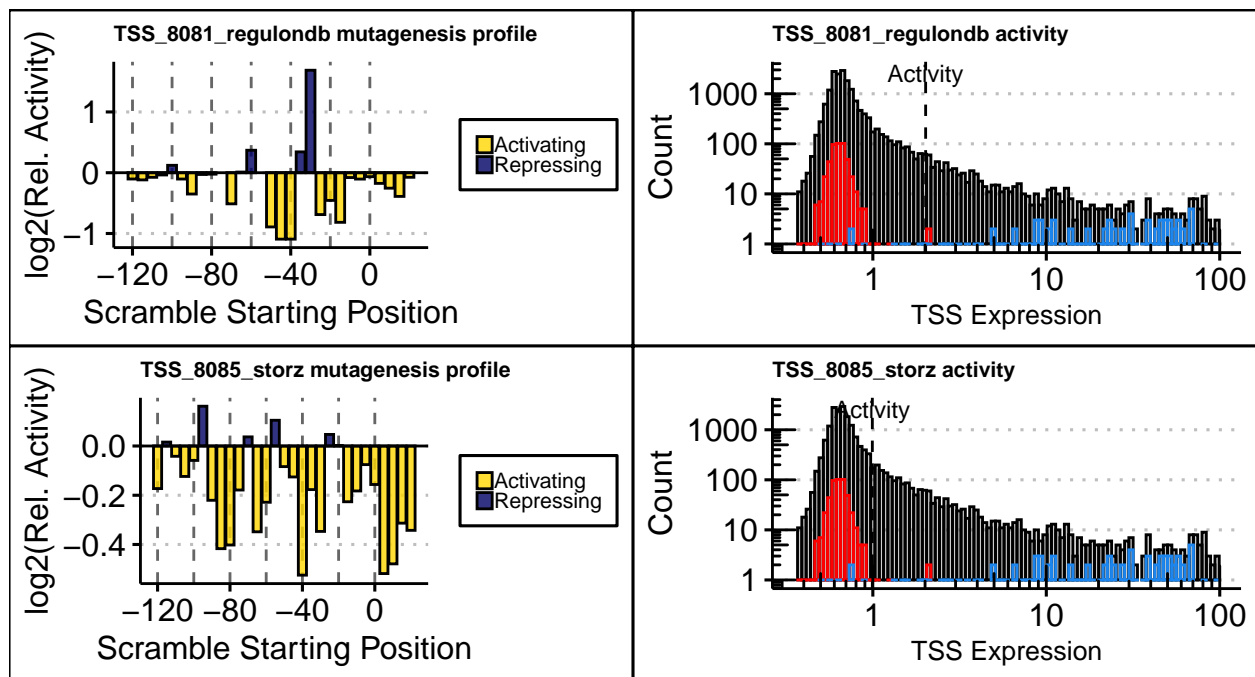 TSS_8081_regulondb mutagenesis profile
log2(Rel. Activity)
1
0
−1
−120
−80
−40
0
Scramble Starting Position
Activating
Repressing
TSS_8081_regulondb activity
Activity
Count
1000
100
10
1
1
10
100
TSS Expression
TSS_8085_storz mutagenesis profile
log2(Rel. Activity)
0.0
−0.2
−0.4
−120
−80
−40
0
Scramble Starting Position
Activating
Repressing
TSS_8085_storz activity
Activity
Count
1000
100
10
1
1
10
100
TSS Expression